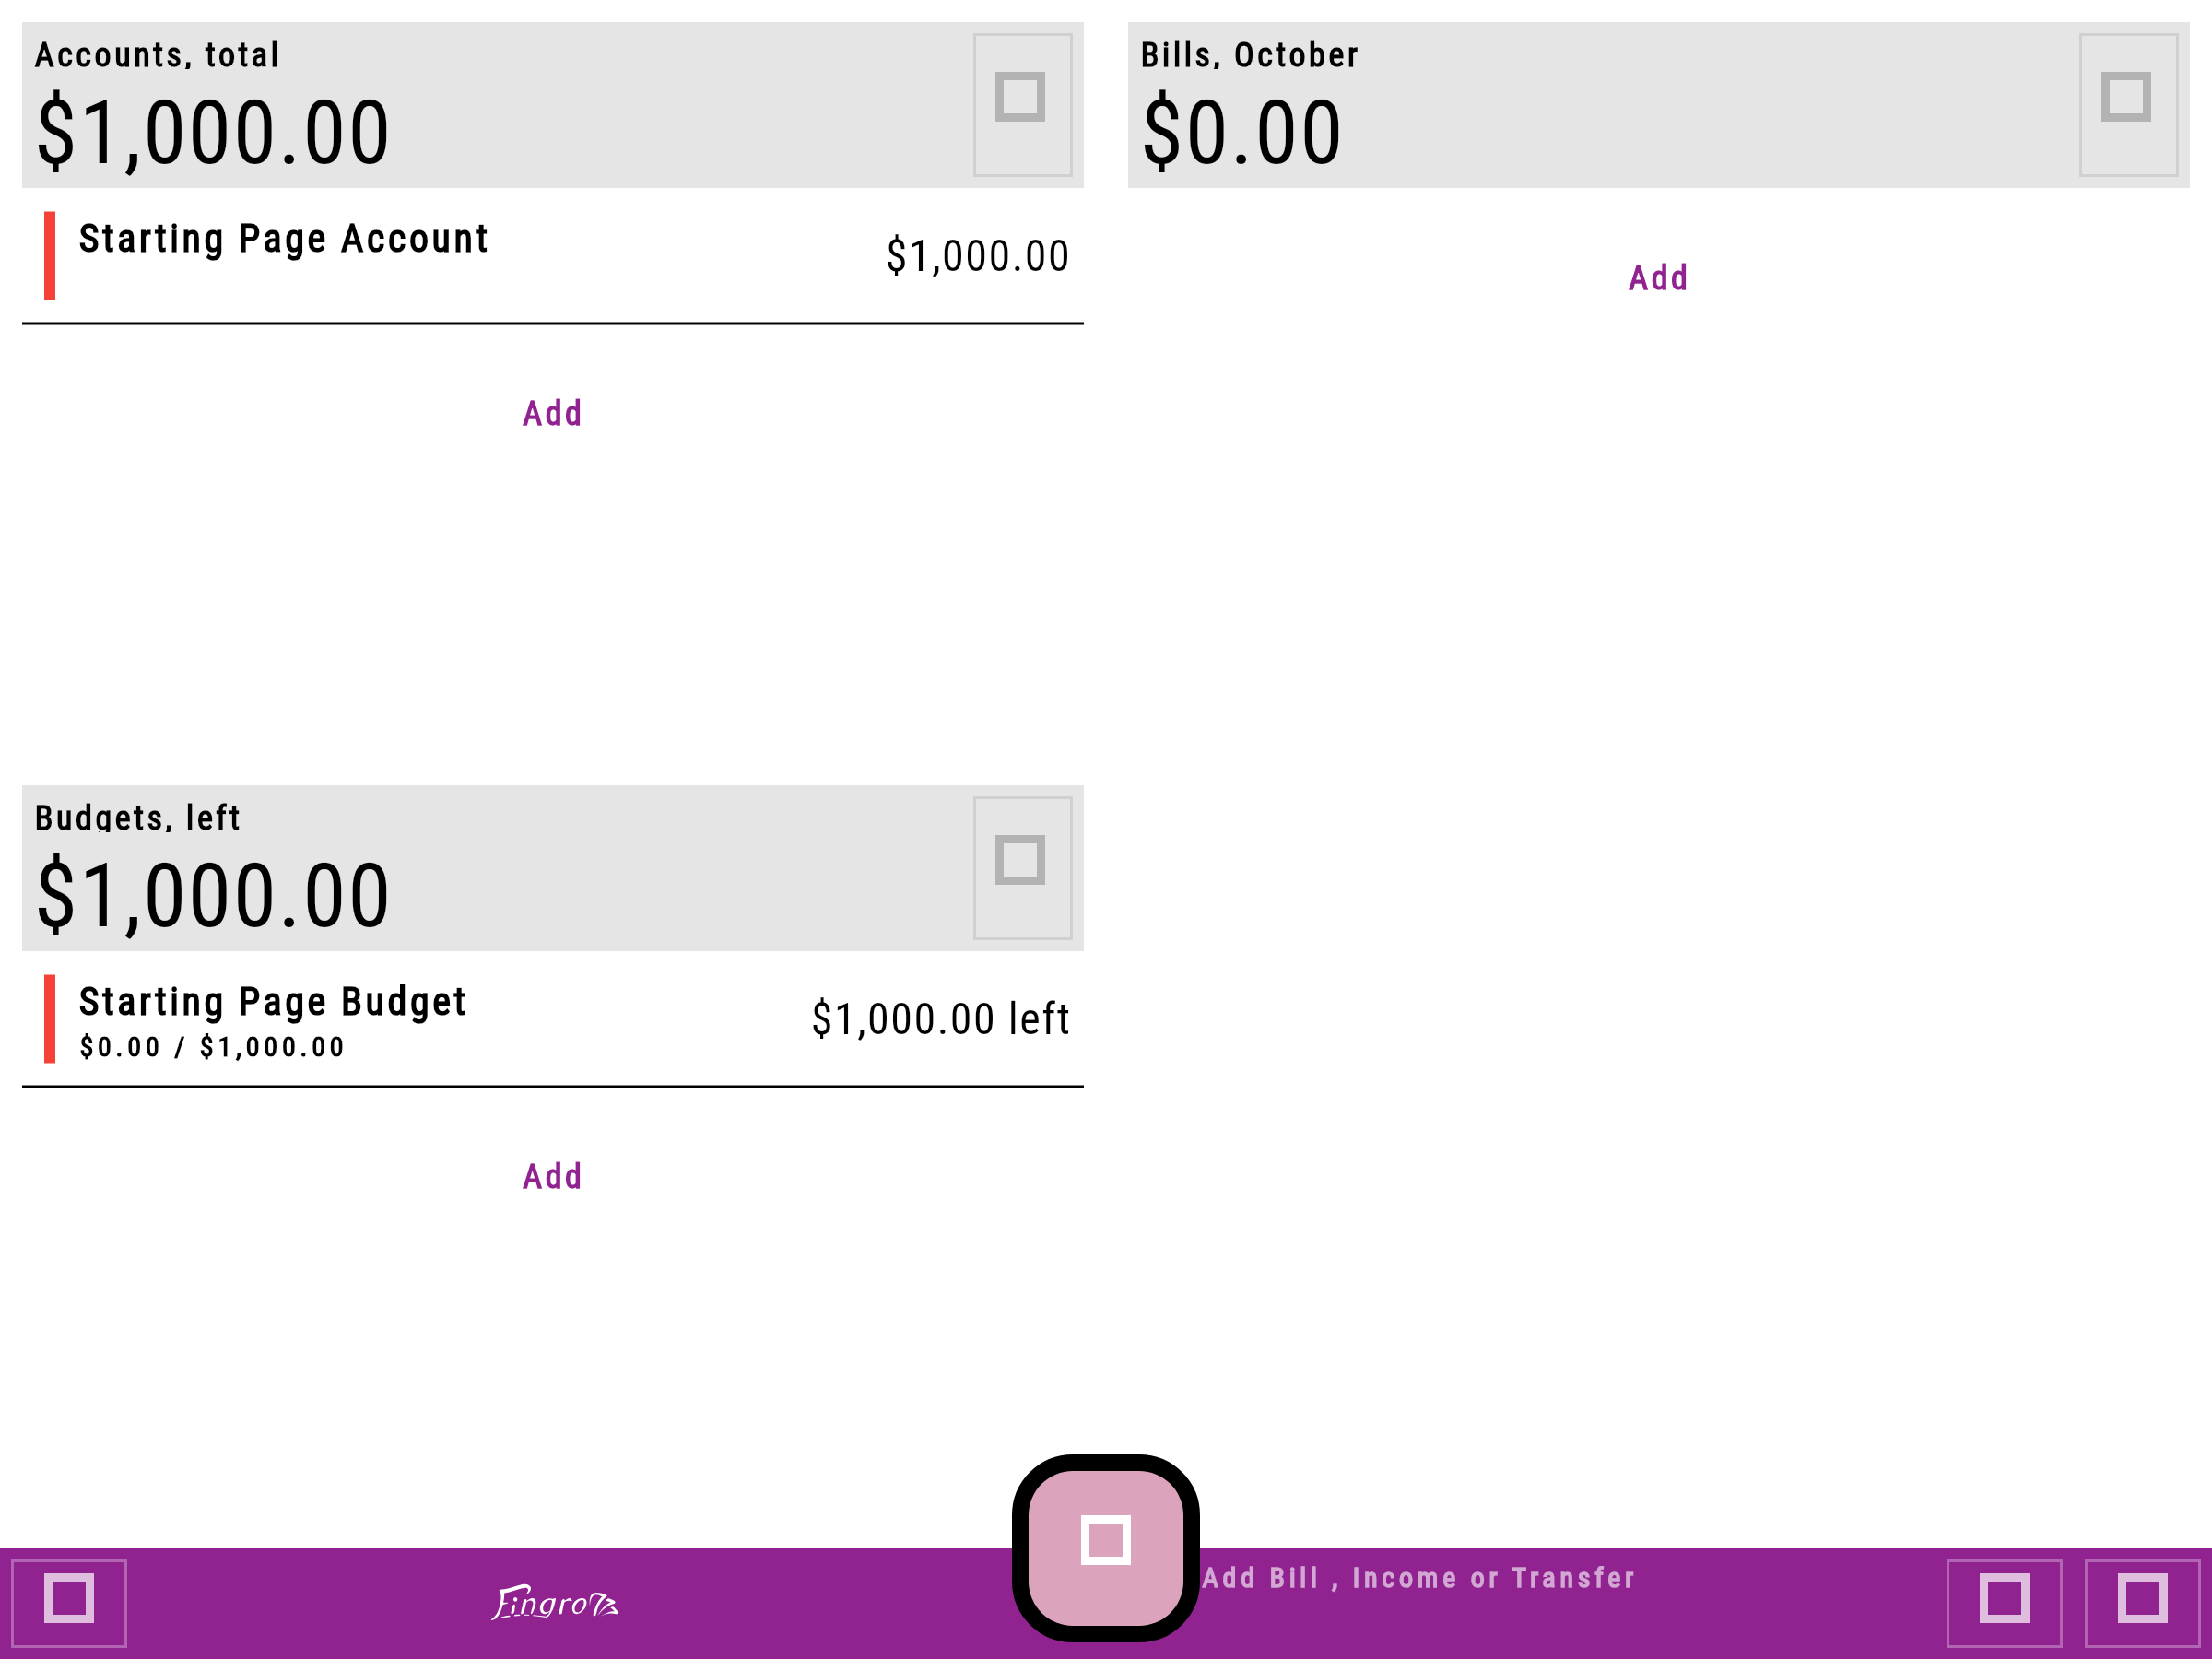 Accounts, total
$1,000.00
Starting Page Account
$1,000.00
Add
Bills, October
$0.00
Add
Budgets, left
$1,000.00
Starting Page Budget
$0.00 / $1,000.00
$1,000.00 left
Add
Add Bill , Income or Transfer